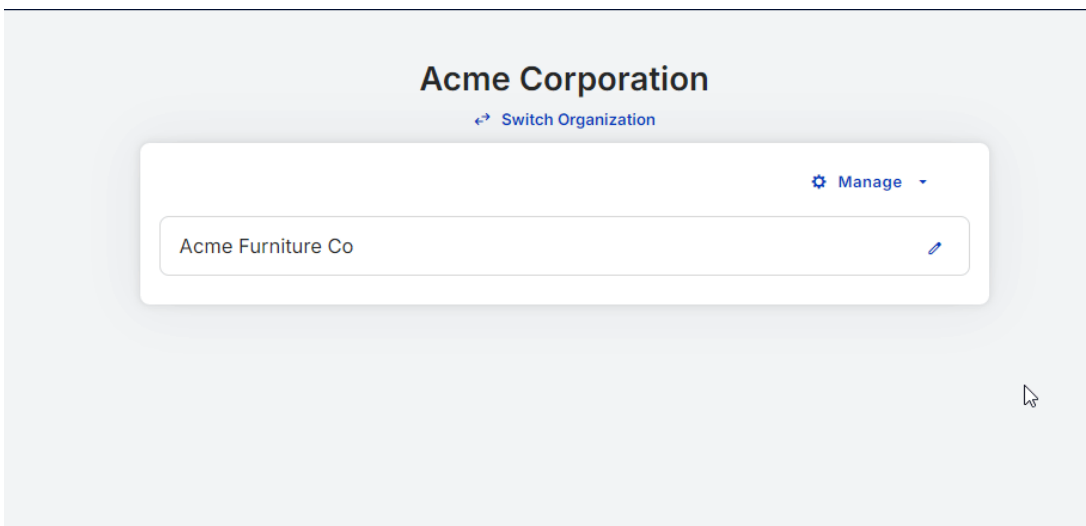 Acme Corporation
Switch Organization
Manage
Acme Furniture Co